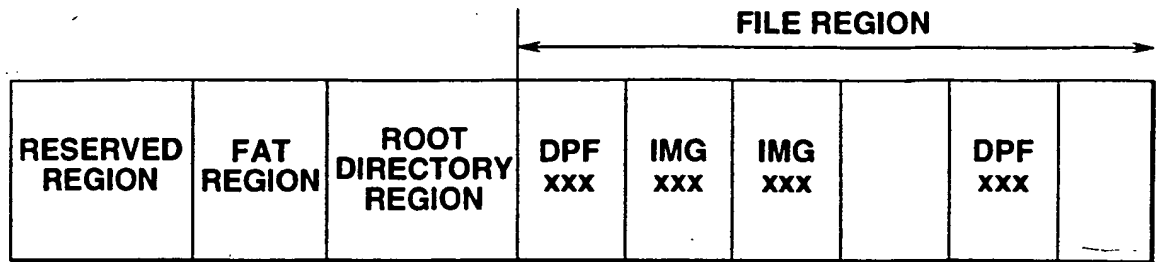 FILE REGION
RESERVED
REGION
FAT
REGION
ROOT
DIRECTORY
REGION
DPF
xxx
IMG
xxx
IMG
xxx
DPF
xxx